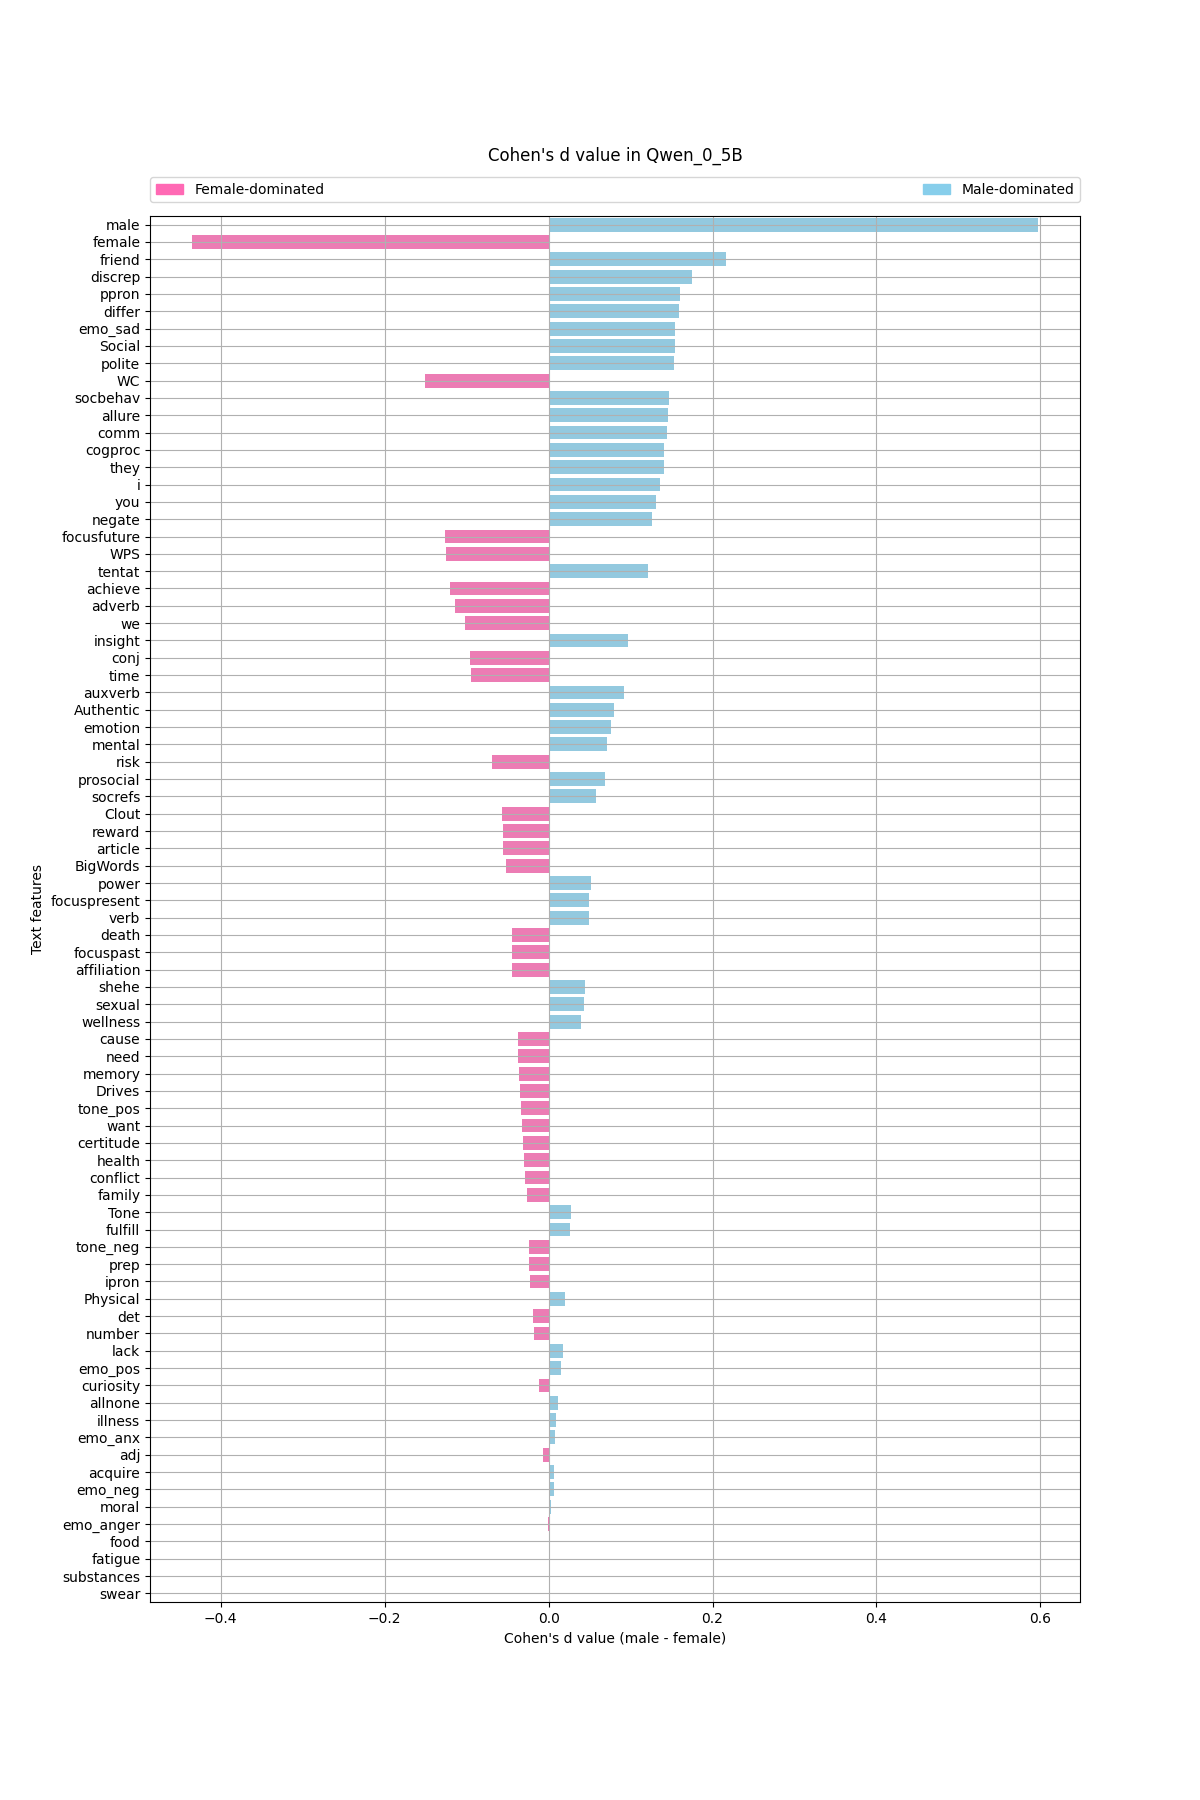 Cohen's d value in Qwen_0_5B
Female-dominated
Male-dominated
male
female
friend
discrep
ppron
differ
emo_sad
Social
polite
WC
socbehav
allure
comm
cogproc
they
i
you
negate
focusfuture
WPS
tentat
achieve
adverb
we
insight
conj
time
auxverb
Authentic
emotion
mental
risk
prosocial
socrefs
Clout
reward
article
BigWords
power
focuspresent
verb
death
focuspast
affiliation
shehe
sexual
wellness
cause
need
memory
Drives
tone_pos
want
certitude
health
conflict
family
Tone
fulfill
tone_neg
prep
ipron
Physical
det
number
lack
emo_pos
curiosity
allnone
illness
emo_anx
adj
acquire
emo_neg
moral
emo_anger
food
fatigue
substances
swear
Text features
−0.4 −0.2 0.0 0.2 0.4 0.6
Cohen's d value (male - female)